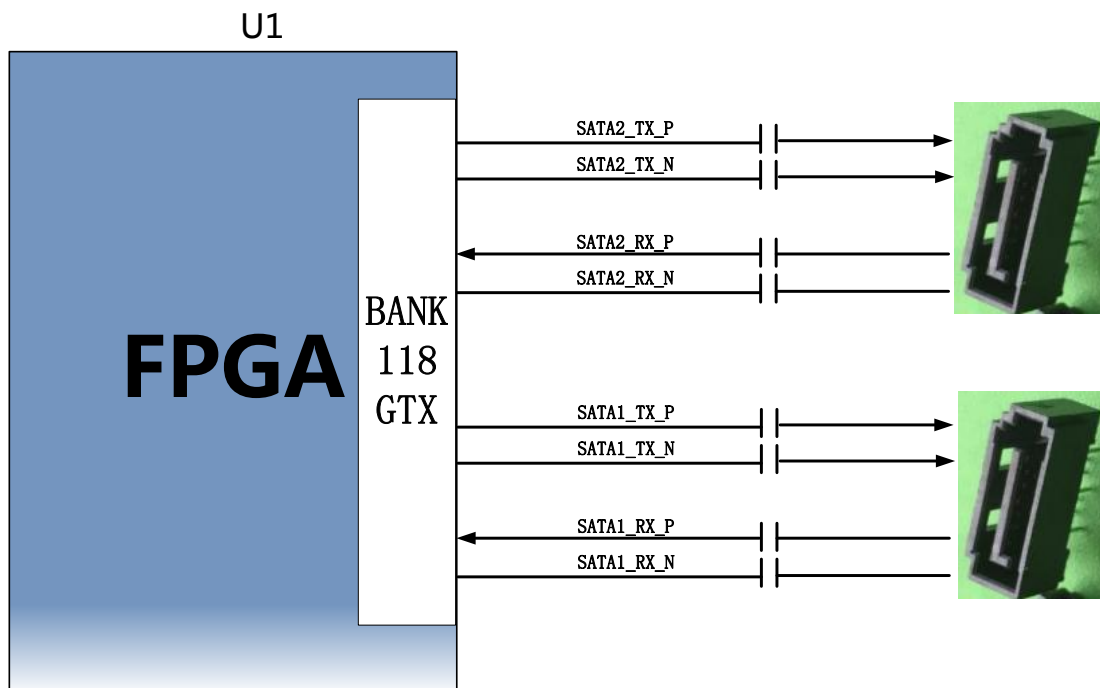 U1
FPGA
BANK
118
GTX
SATA2_TX_P
SATA2_TX_N
SATA2_RX_P
SATA2_RX_N
SATA1_TX_P
SATA1_TX_N
SATA1_RX_P
SATA1_RX_N